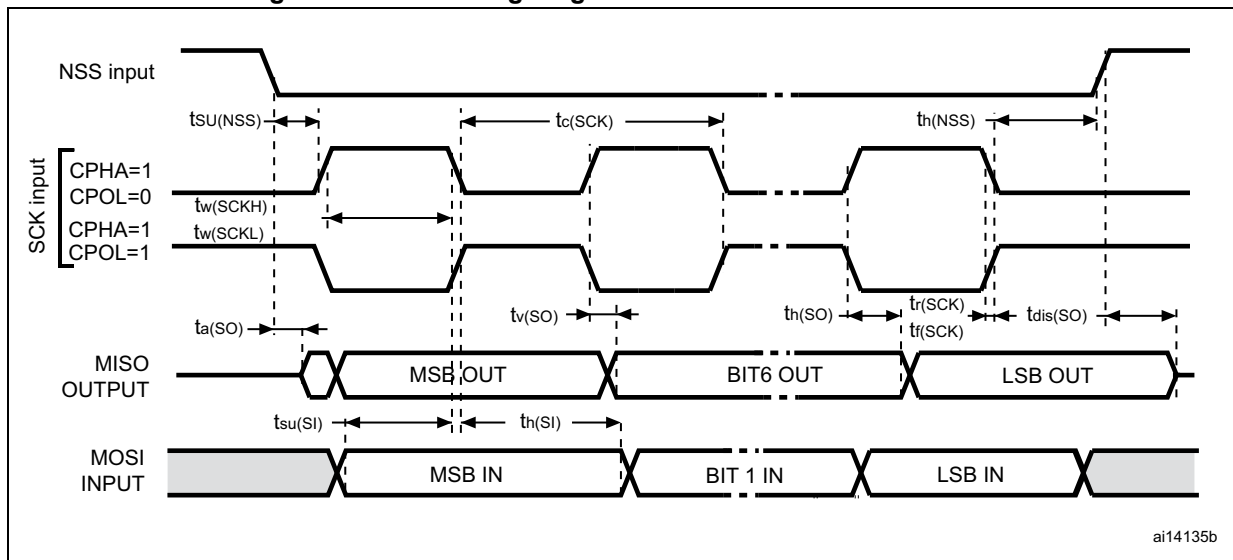 NSS input
tSU(NSS)
tc(SCK)
th(NSS)
SCK input
CPHA=1
CPOL=0
tw(SCKH)
CPHA=1
tw(SCKL)
CPOL=1
ta(SO)
tv(SO)
th(SO)
tr(SCK)
tf(SCK)
tdis(SO)
MISO
OUTPUT
MSB OUT
BIT6 OUT
LSB OUT
tsu(SI)
th(SI)
MOSI
INPUT
MSB IN
BIT 1 IN
LSB IN
ai14135b